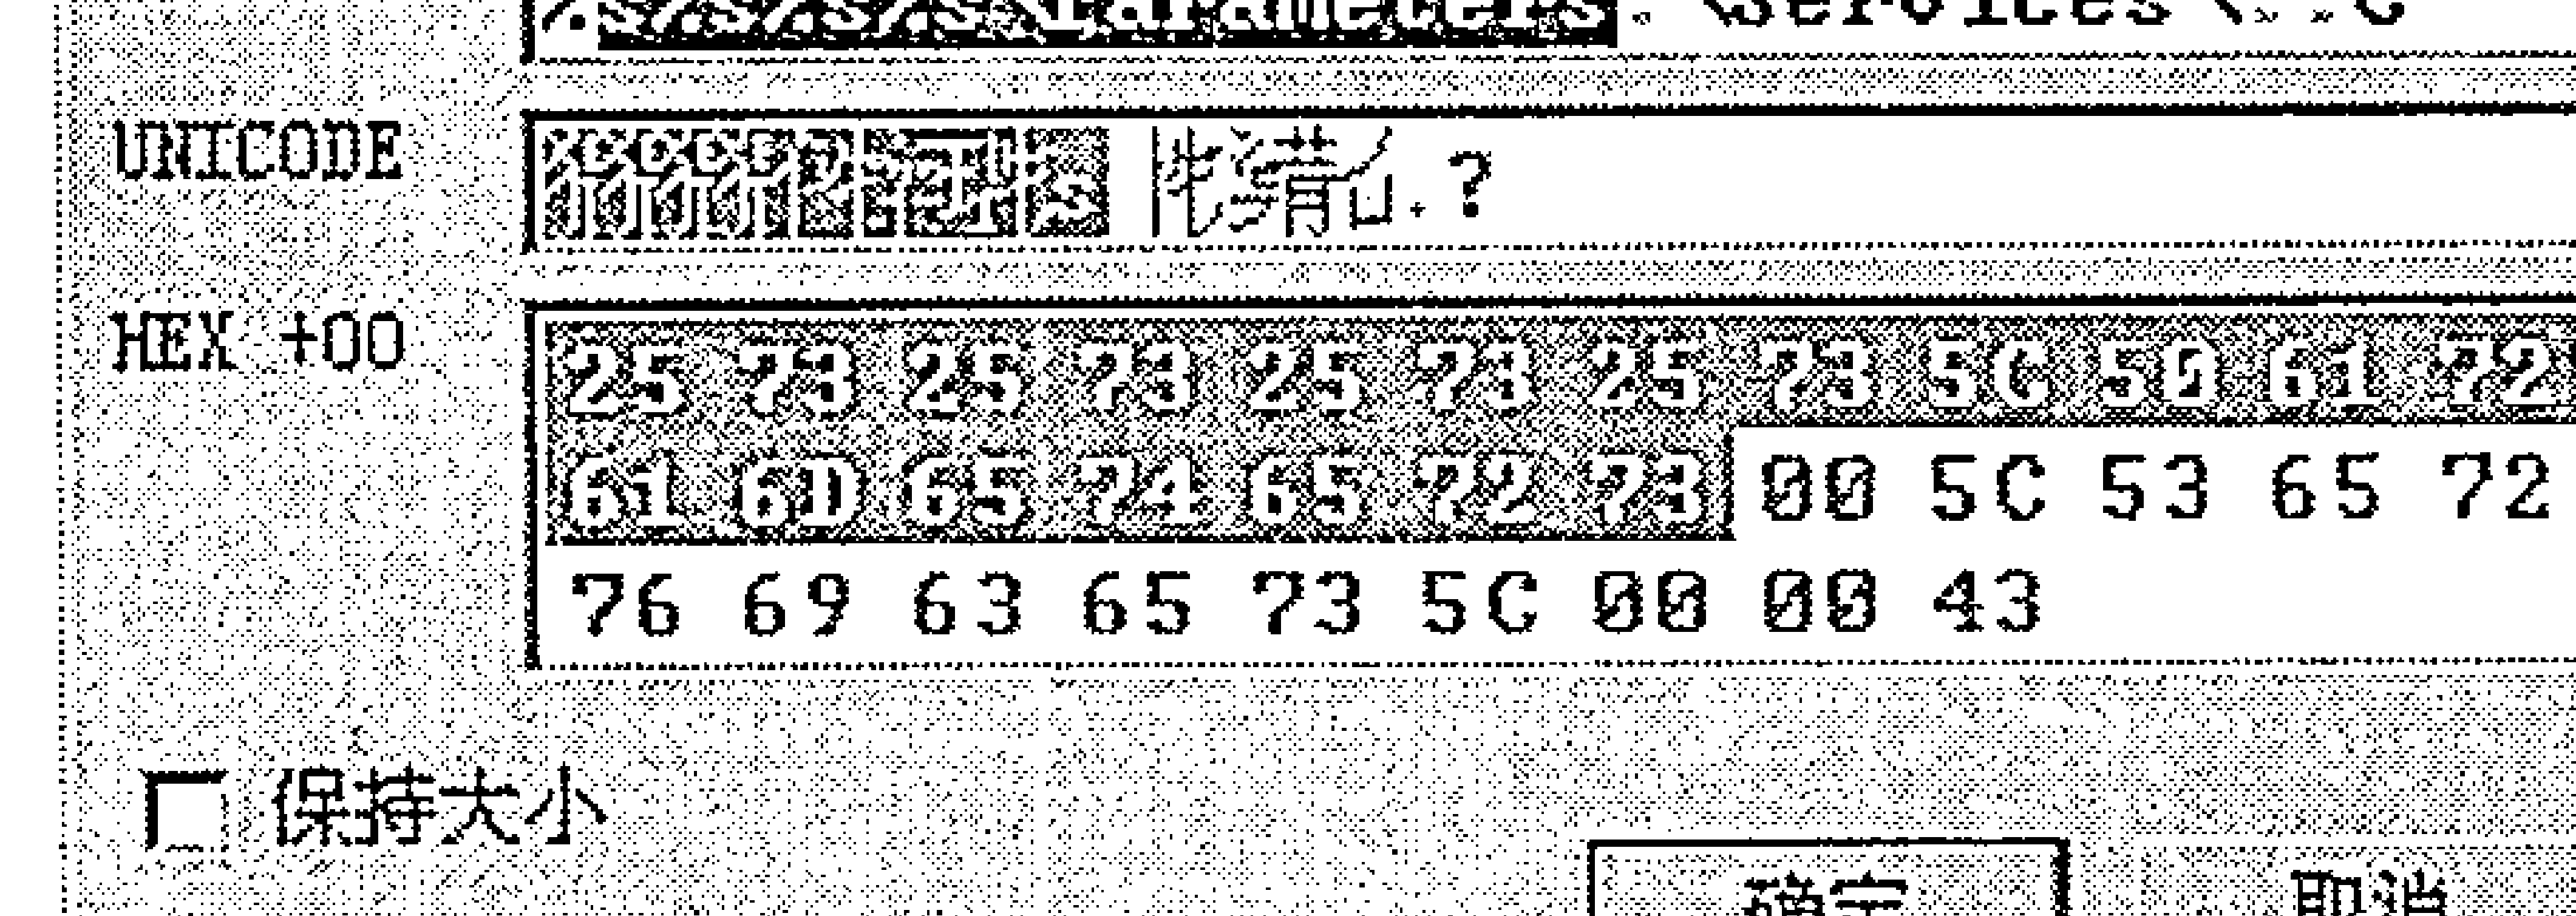 %s%s%s%s\Parameters.\Services\..C
UNICODE
?
HEX +00
25 73 25 73 25 73 25 73 5C 50 61 72
61 6D 65 74 65 72 73 00 5C 53 65 72
76 69 63 65 73 5C 00 00 43
保持大小
确定 取消